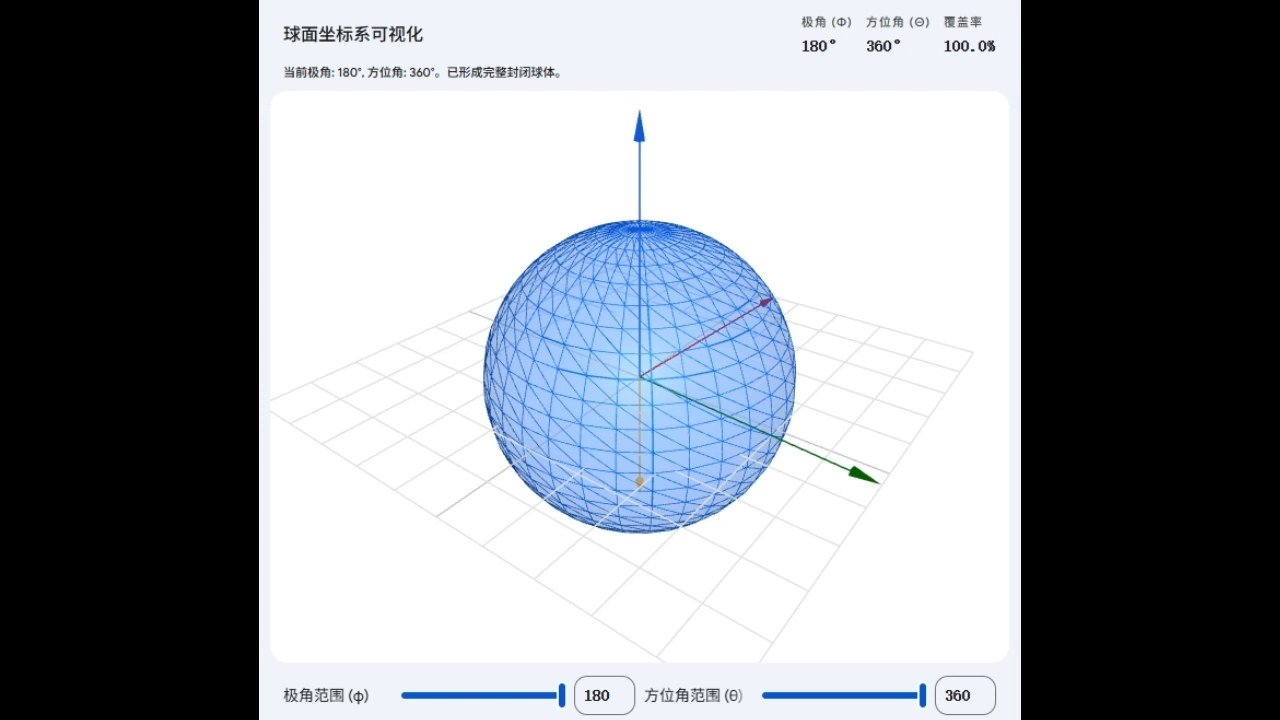 球面坐标系可视化
极角 (Φ) 方位角 (Θ) 覆盖率
180° 360° 100.0%
当前极角: 180°, 方位角: 360°。已形成完整封闭球体。
极角范围 (φ) 180 方位角范围 (θ) 360